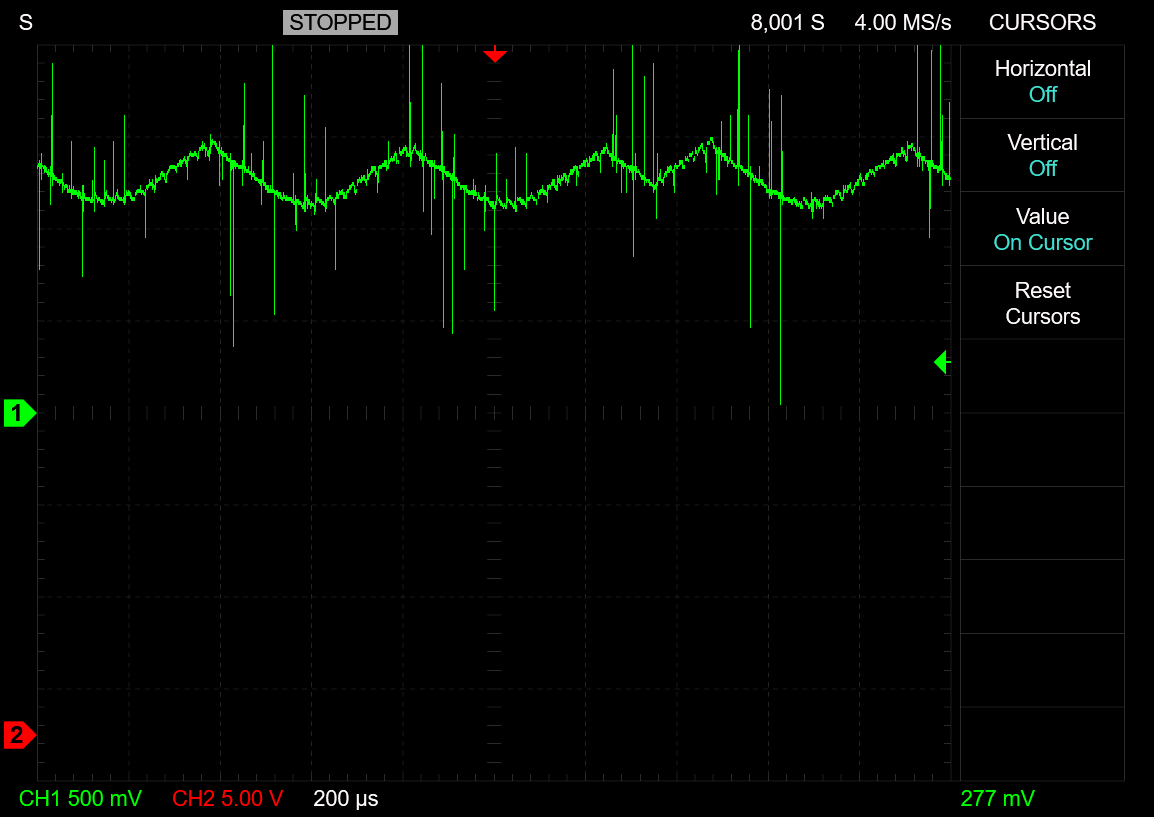 S STOPPED 8,001 S 4.00 MS/s CURSORS
Horizontal
Off
Vertical
Off
Value
On Cursor
Reset
Cursors
1
2
CH1 500 mV CH2 5.00 V 200 µs 277 mV